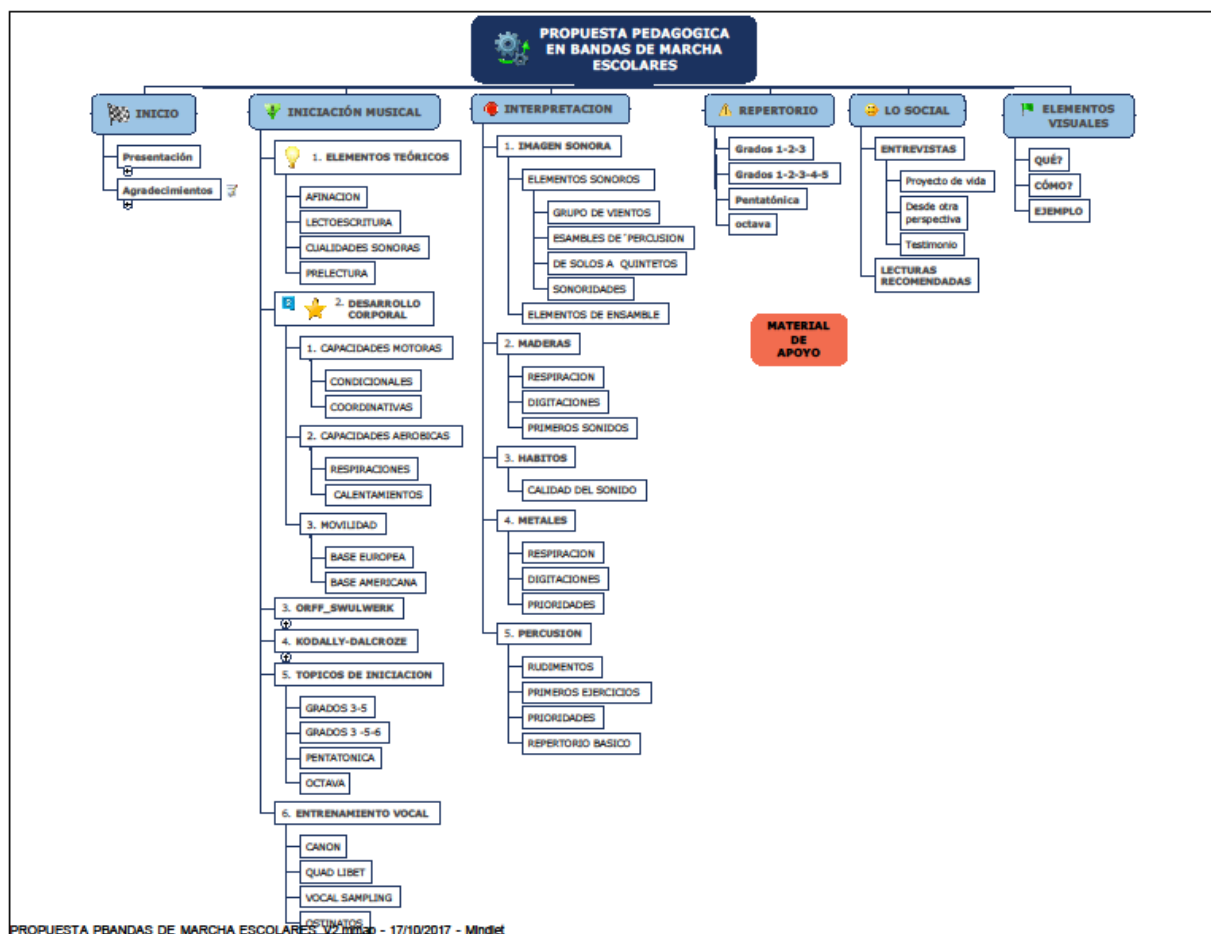 PROPUESTA PEDAGOGICA
EN BANDAS DE MARCHA
ESCOLARES
INICIO
Presentación
Agradecimientos
INICIACIÓN MUSICAL
1. ELEMENTOS TEÓRICOS
AFINACION
LECTOESCRITURA
CUALIDADES SONORAS
PRELECTURA
2. DESARROLLO
CORPORAL
1. CAPACIDADES MOTORAS
CONDICIONALES
COORDINATIVAS
2. CAPACIDADES AEROBICAS
RESPIRACIONES
CALENTAMIENTOS
3. MOVILIDAD
BASE EUROPEA
BASE AMERICANA
3. ORFF_SWULWERK
4. KODALLY-DALCROZE
5. TOPICOS DE INICIACION
GRADOS 3-5
GRADOS 3 -5-6
PENTATONICA
OCTAVA
6. ENTRENAMIENTO VOCAL
CANON
QUAD LIBET
VOCAL SAMPLING
OSTINATOS
INTERPRETACION
1. IMAGEN SONORA
ELEMENTOS SONOROS
GRUPO DE VIENTOS
ESAMBLES DE ´PERCUSION
DE SOLOS A QUINTETOS
SONORIDADES
ELEMENTOS DE ENSAMBLE
2. MADERAS
RESPIRACION
DIGITACIONES
PRIMEROS SONIDOS
3. HABITOS
CALIDAD DEL SONIDO
4. METALES
RESPIRACION
DIGITACIONES
PRIORIDADES
5. PERCUSION
RUDIMENTOS
PRIMEROS EJERCICIOS
PRIORIDADES
REPERTORIO BASICO
REPERTORIO
Grados 1-2-3
Grados 1-2-3-4-5
Pentatónica
octava
LO SOCIAL
ENTREVISTAS
Proyecto de vida
Desde otra
perspectiva
Testimonio
LECTURAS
RECOMENDADAS
ELEMENTOS
VISUALES
QUÉ?
CÓMO?
EJEMPLO
MATERIAL
DE
APOYO
PROPUESTA PBANDAS DE MARCHA ESCOLARES_V2.mmap - 17/10/2017 - Mindjet